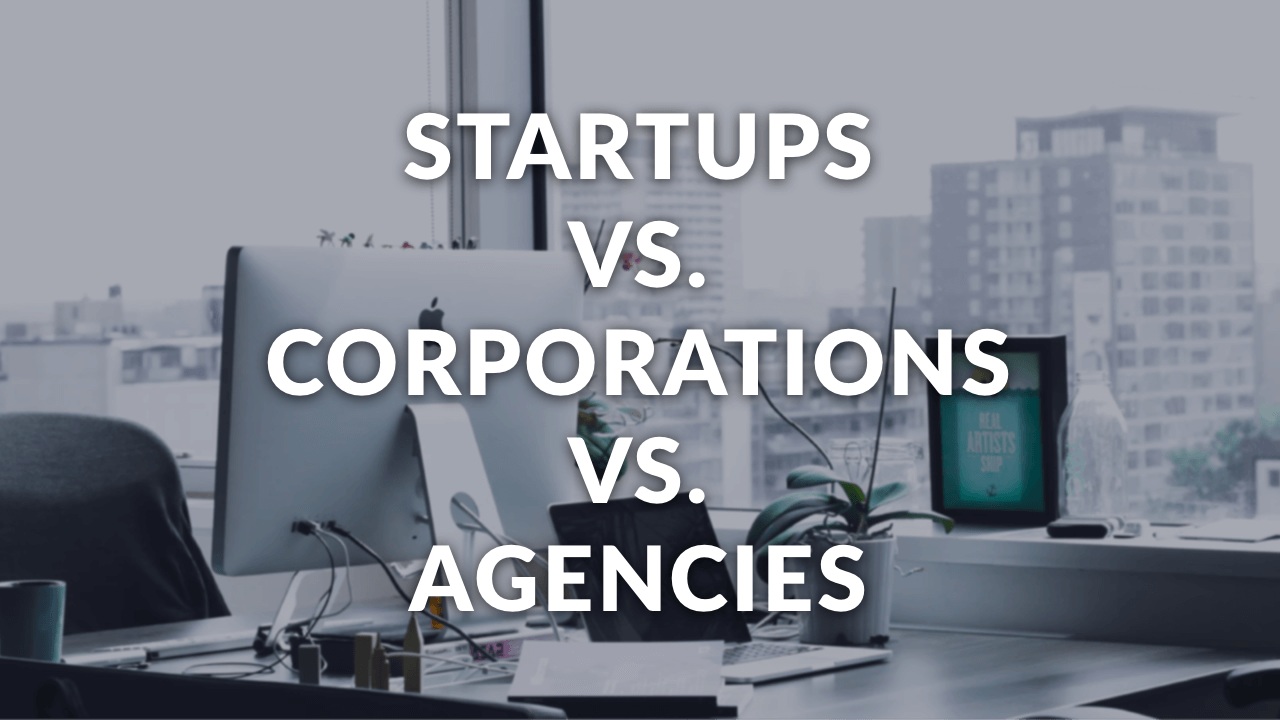 STARTUPS
VS.
CORPORATIONS
VS.
AGENCIES
REAL
ARTISTS
SHIP